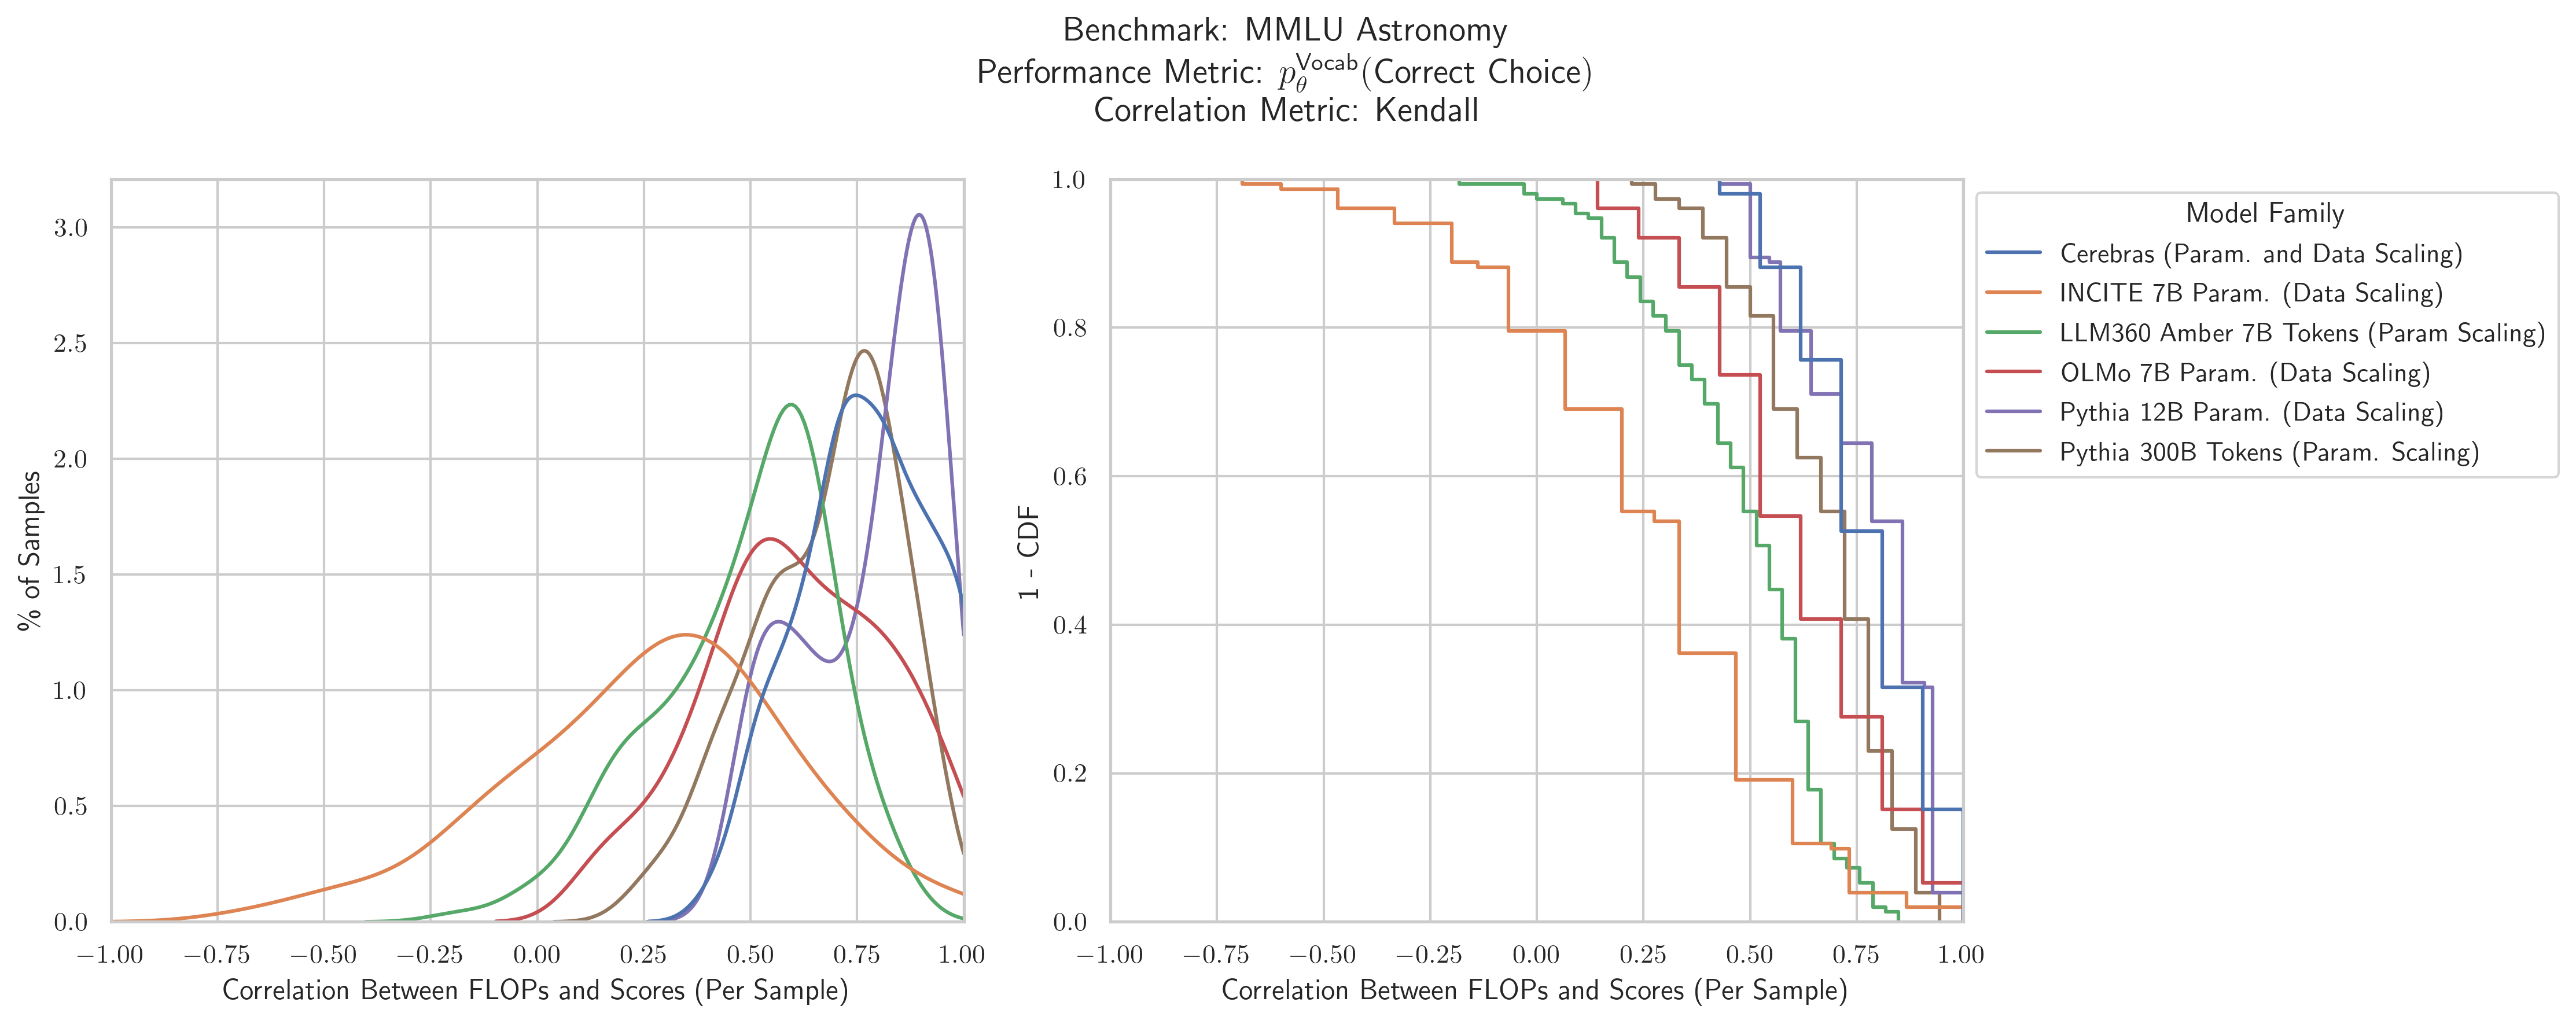 Benchmark: MMLU Astronomy
Performance Metric: $p_{\theta}^{\text{Vocab}}$(Correct Choice)
Correlation Metric: Kendall
% of Samples
3.0
2.5
2.0
1.5
1.0
0.5
0.0
−1.00 −0.75 −0.50 −0.25 0.00 0.25 0.50 0.75 1.00
Correlation Between FLOPs and Scores (Per Sample)
1 - CDF
1.0
0.8
0.6
0.4
0.2
0.0
−1.00 −0.75 −0.50 −0.25 0.00 0.25 0.50 0.75 1.00
Correlation Between FLOPs and Scores (Per Sample)
Model Family
Cerebras (Param. and Data Scaling)
INCITE 7B Param. (Data Scaling)
LLM360 Amber 7B Tokens (Param Scaling)
OLMo 7B Param. (Data Scaling)
Pythia 12B Param. (Data Scaling)
Pythia 300B Tokens (Param. Scaling)